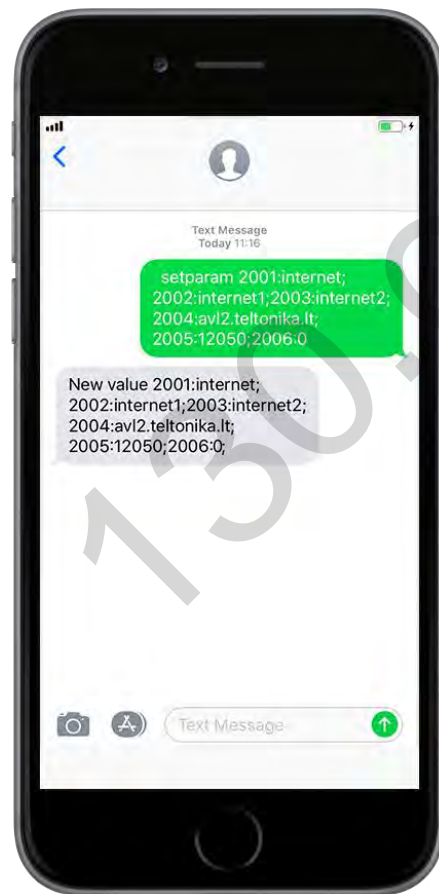 Text Message
Today 11:16
setparam 2001:internet;
2002:internet1;2003:internet2;
2004:avl2.teltonika.lt;
2005:12050;2006:0
New value 2001:internet;
2002:internet1;2003:internet2;
2004:avl2.teltonika.lt;
2005:12050;2006:0;
130.9
Text Message